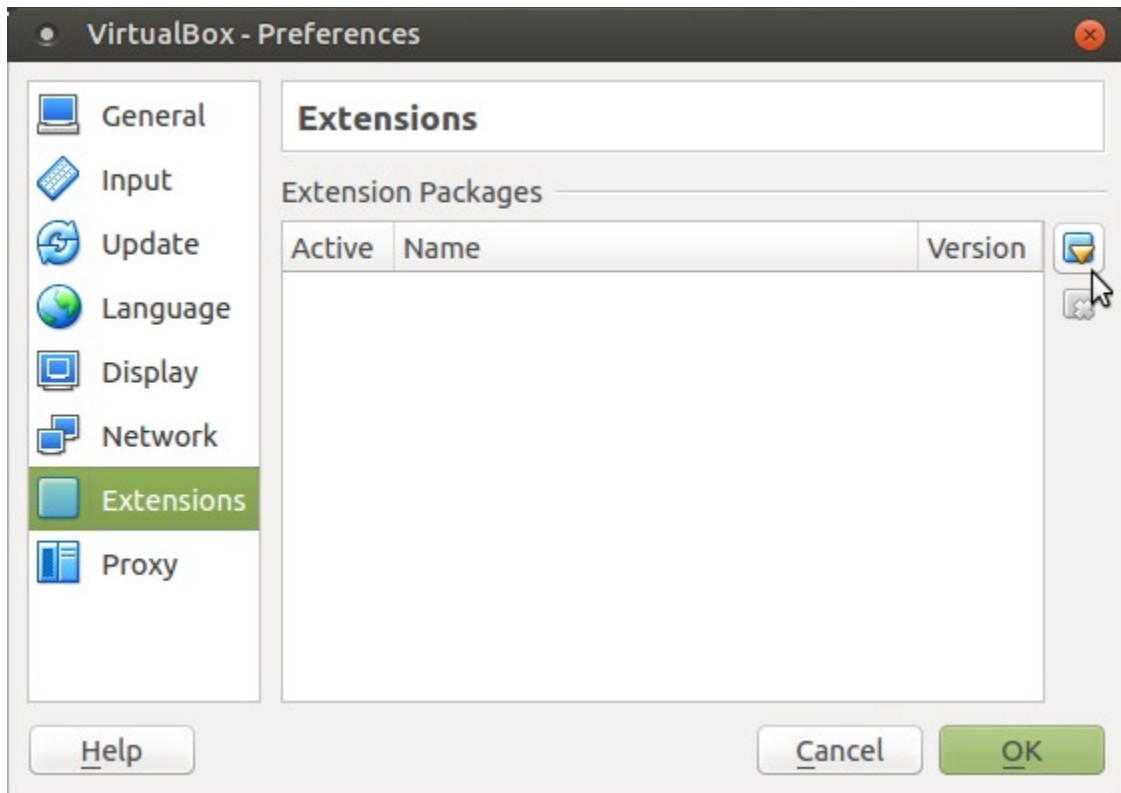 VirtualBox - Preferences
General
Input
Update
Language
Display
Network
Extensions
Proxy
Extensions
Extension Packages
Active Name Version
Help Cancel OK